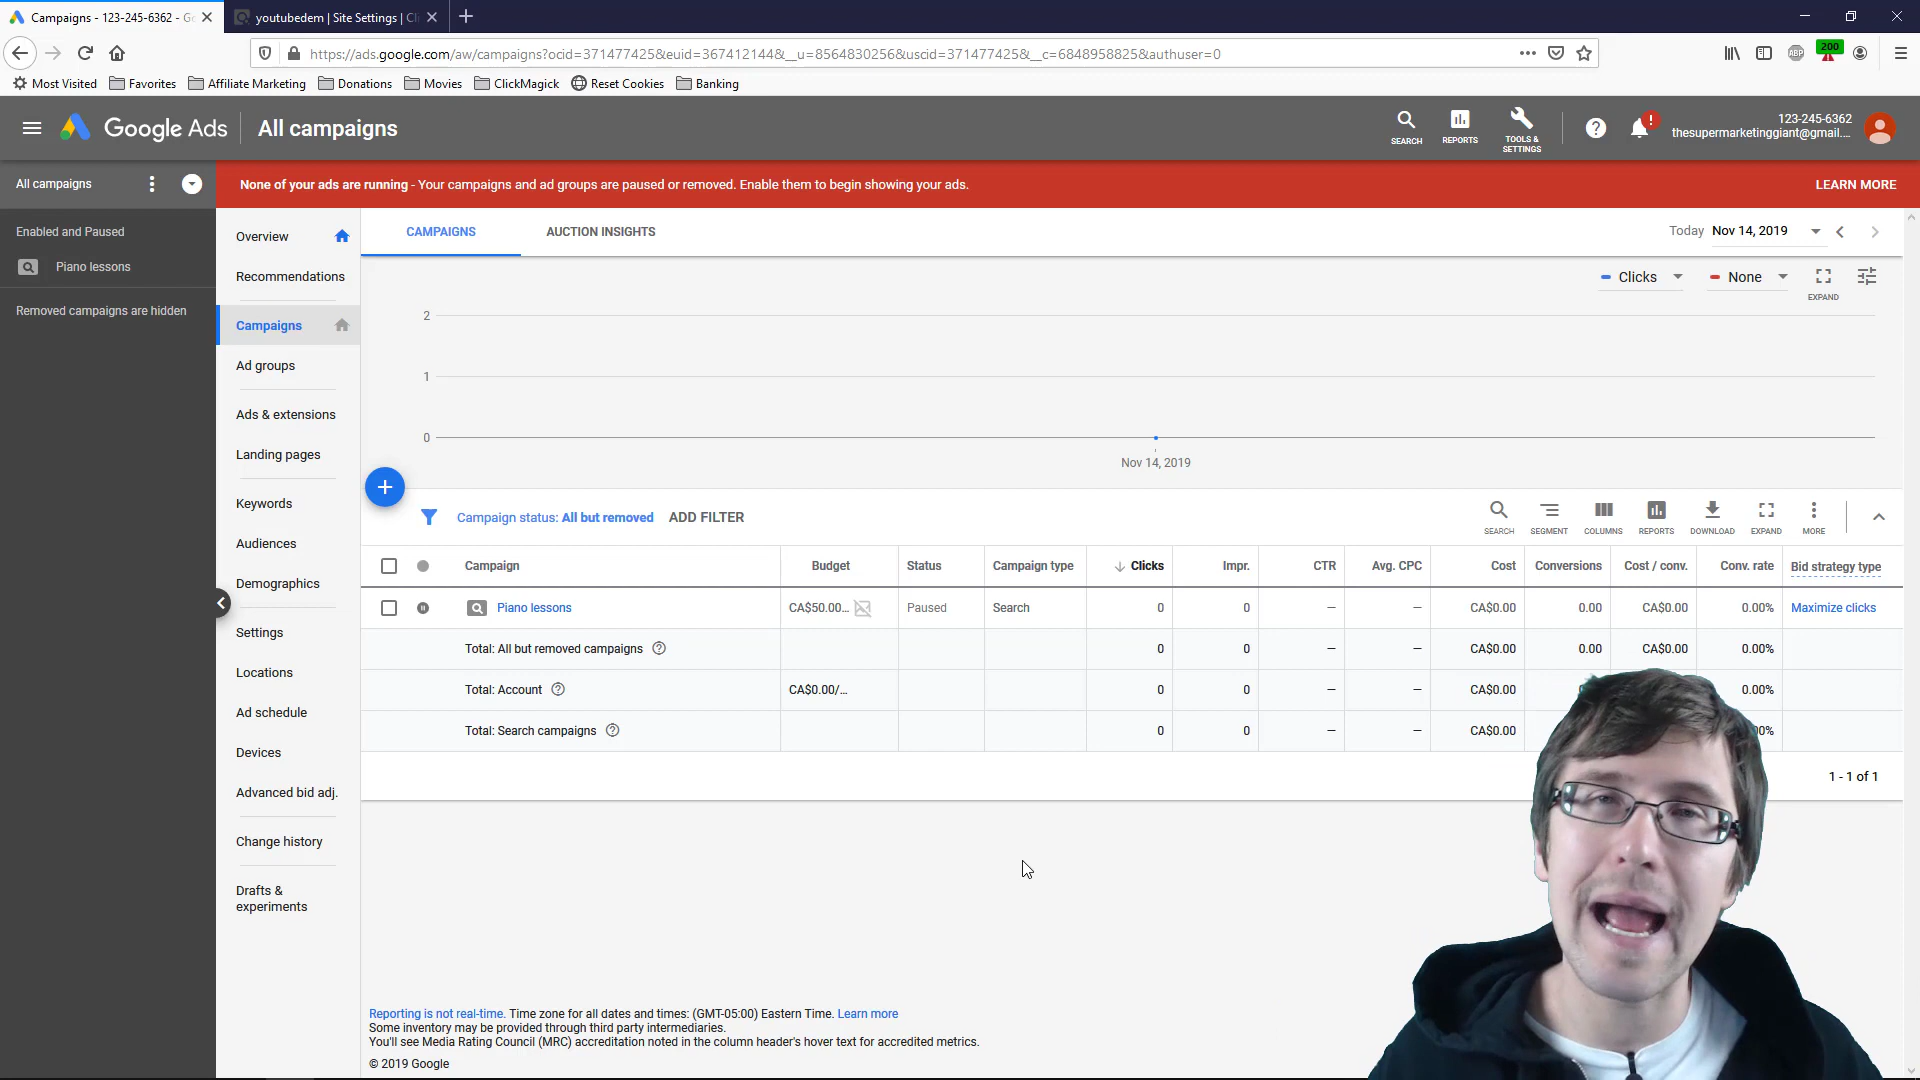 Campaigns - 123-245-6362 - Go
youtubedem | Site Settings | Cli
https://ads.google.com/aw/campaigns?ocid=371477425&euid=367412144&__u=8564830256&uscid=371477425&__c=6848958825&authuser=0
ABP
200
Most Visited
Favorites
Affiliate Marketing
Donations
Movies
ClickMagick
Reset Cookies
Banking
Google Ads
All campaigns
SEARCH
REPORTS
TOOLS &
SETTINGS
123-245-6362
thesupermarketinggiant@gmail....
All campaigns
None of your ads are running - Your campaigns and ad groups are paused or removed. Enable them to begin showing your ads.
LEARN MORE
Enabled and Paused
Piano lessons
Removed campaigns are hidden
Overview
Recommendations
Campaigns
Ad groups
Ads & extensions
Landing pages
Keywords
Audiences
Demographics
Settings
Locations
Ad schedule
Devices
Advanced bid adj.
Change history
Drafts &
experiments
CAMPAIGNS
AUCTION INSIGHTS
Today Nov 14, 2019
Clicks
None
EXPAND
2
1
0
Nov 14, 2019
Campaign status: All but removed
ADD FILTER
SEARCH
SEGMENT
COLUMNS
REPORTS
DOWNLOAD
EXPAND
MORE
Campaign Budget Status Campaign type Clicks Impr. CTR Avg. CPC Cost Conversions Cost / conv. Conv. rate Bid strategy type
Piano lessons CA$50.00... Paused Search 0 0 — — CA$0.00 0.00 CA$0.00 0.00% Maximize clicks
Total: All but removed campaigns 0 0 — — CA$0.00 0.00 CA$0.00 0.00%
Total: Account CA$0.00/... 0 0 — — CA$0.00 0.00%
Total: Search campaigns 0 0 — — CA$0.00
1 - 1 of 1
Reporting is not real-time. Time zone for all dates and times: (GMT-05:00) Eastern Time. Learn more
Some inventory may be provided through third party intermediaries.
You'll see Media Rating Council (MRC) accreditation noted in the column header's hover text for accredited metrics.
© 2019 Google